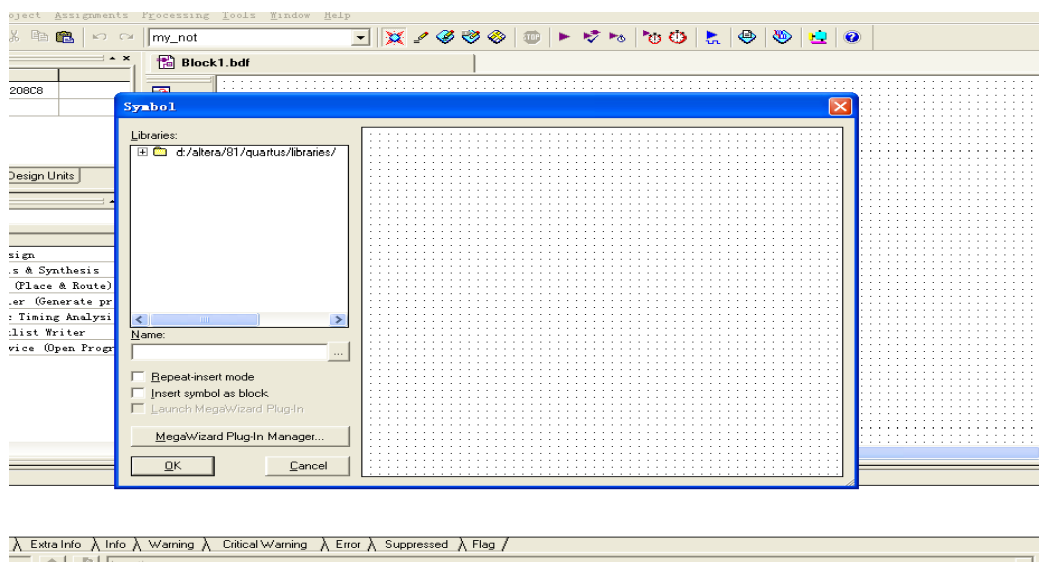 oject Assignments Processing Tools Window Help
my_not
STOP
Block1.bdf
208C8
Symbol
Libraries:
d:/altera/81/quartus/libraries/
Design Units
sign
.s & Synthesis
(Place & Route)
.er (Generate pr
: Timing Analysi
:list Writer
vice (Open Progr
Name:
...
Repeat-insert mode
Insert symbol as block
Launch MegaWizard Plug-In
MegaWizard Plug-In Manager...
OK
Cancel
Extra Info Info Warning Critical Warning Error Suppressed Flag